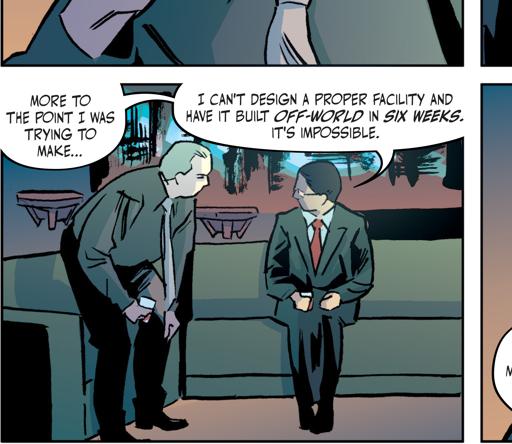 MORE TO
THE POINT I WAS
TRYING TO
MAKE...
I CAN'T DESIGN A PROPER FACILITY AND
HAVE IT BUILT OFF-WORLD IN SIX WEEKS.
IT'S IMPOSSIBLE.
M